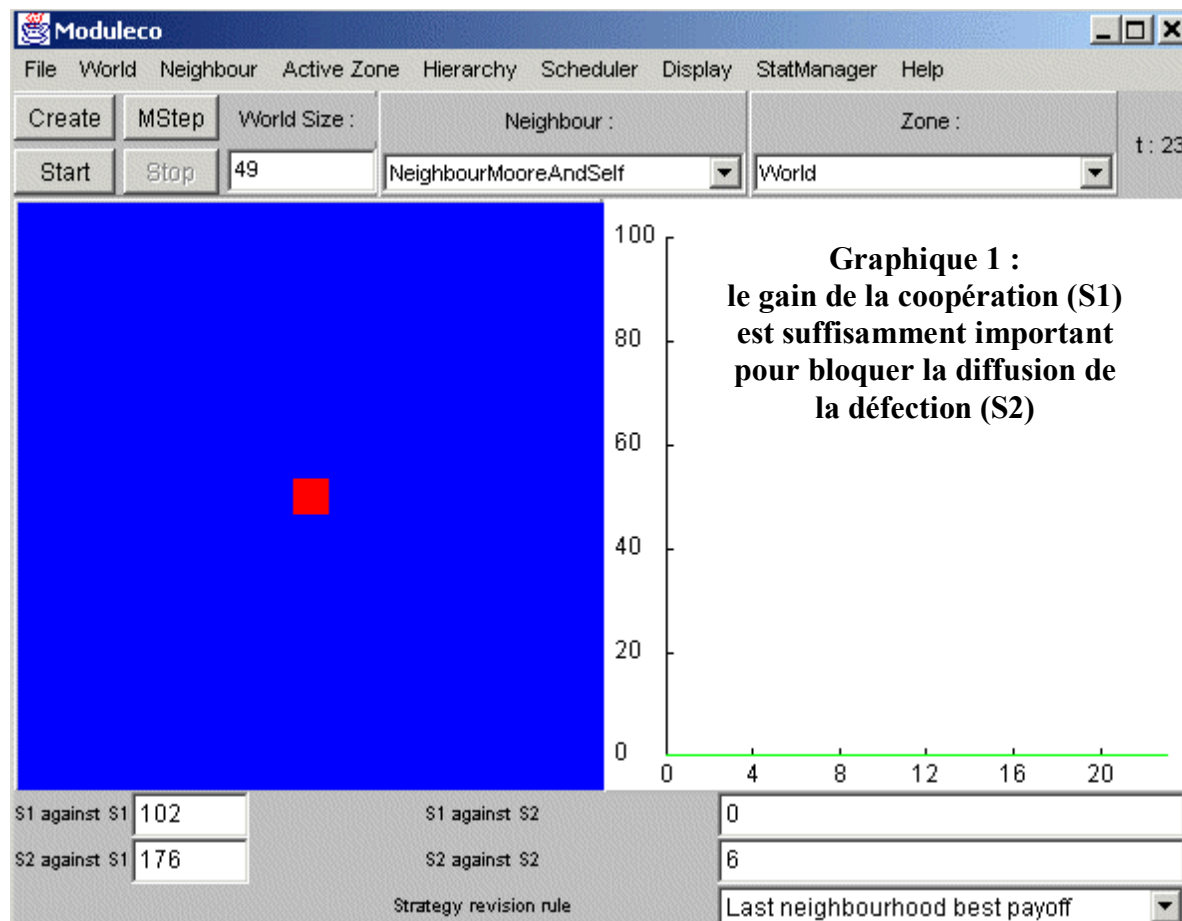 Moduleco
File World Neighbour Active Zone Hierarchy Scheduler Display StatManager Help
Create MStep World Size : Neighbour : Zone : t : 23
Start Stop 49 NeighbourMooreAndSelf World
Graphique 1 :
le gain de la coopération (S1)
est suffisamment important
pour bloquer la diffusion de
la défection (S2)
100
80
60
40
20
0
0 4 8 12 16 20
S1 against S1 102 S1 against S2 0
S2 against S1 176 S2 against S2 6
Strategy revision rule Last neighbourhood best payoff